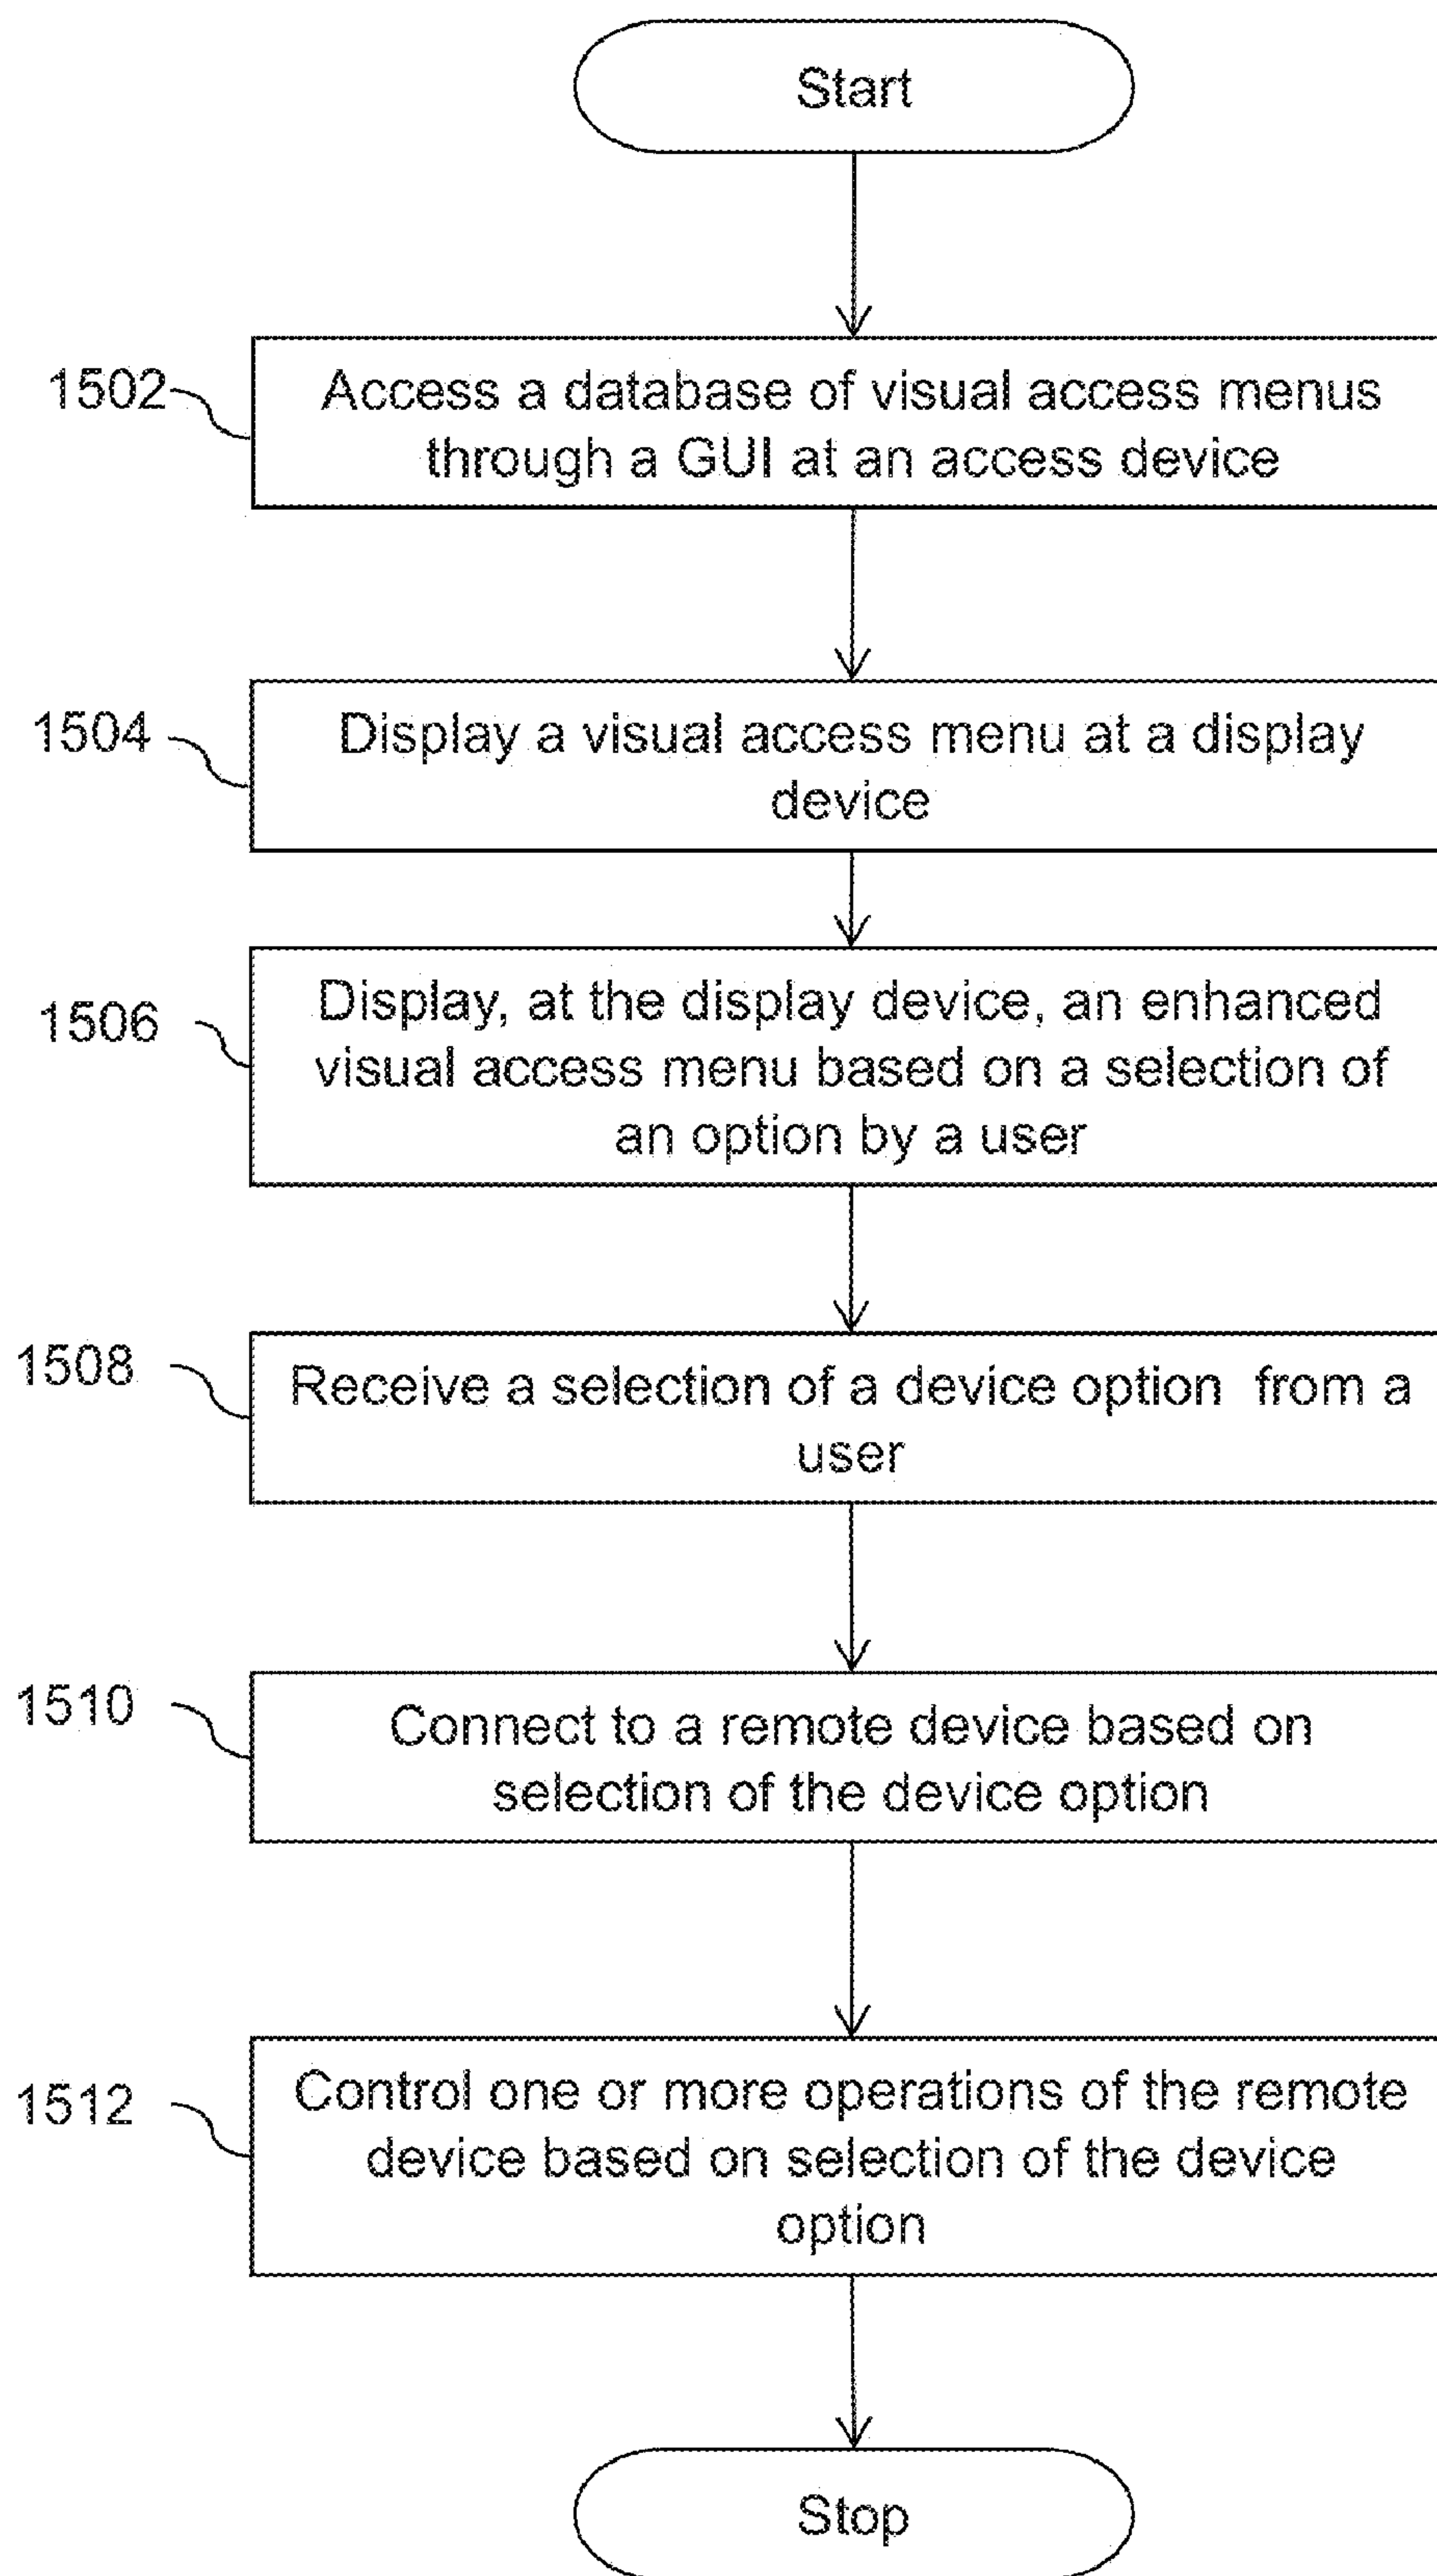 Start
1502
Access a database of visual access menus
through a GUI at an access device
1504
Display a visual access menu at a display
device
1506
Display, at the display device, an enhanced
visual access menu based on a selection of
an option by a user
1508
Receive a selection of a device option from a
user
1510
Connect to a remote device based on
selection of the device option
1512
Control one or more operations of the remote
device based on selection of the device
option
Stop